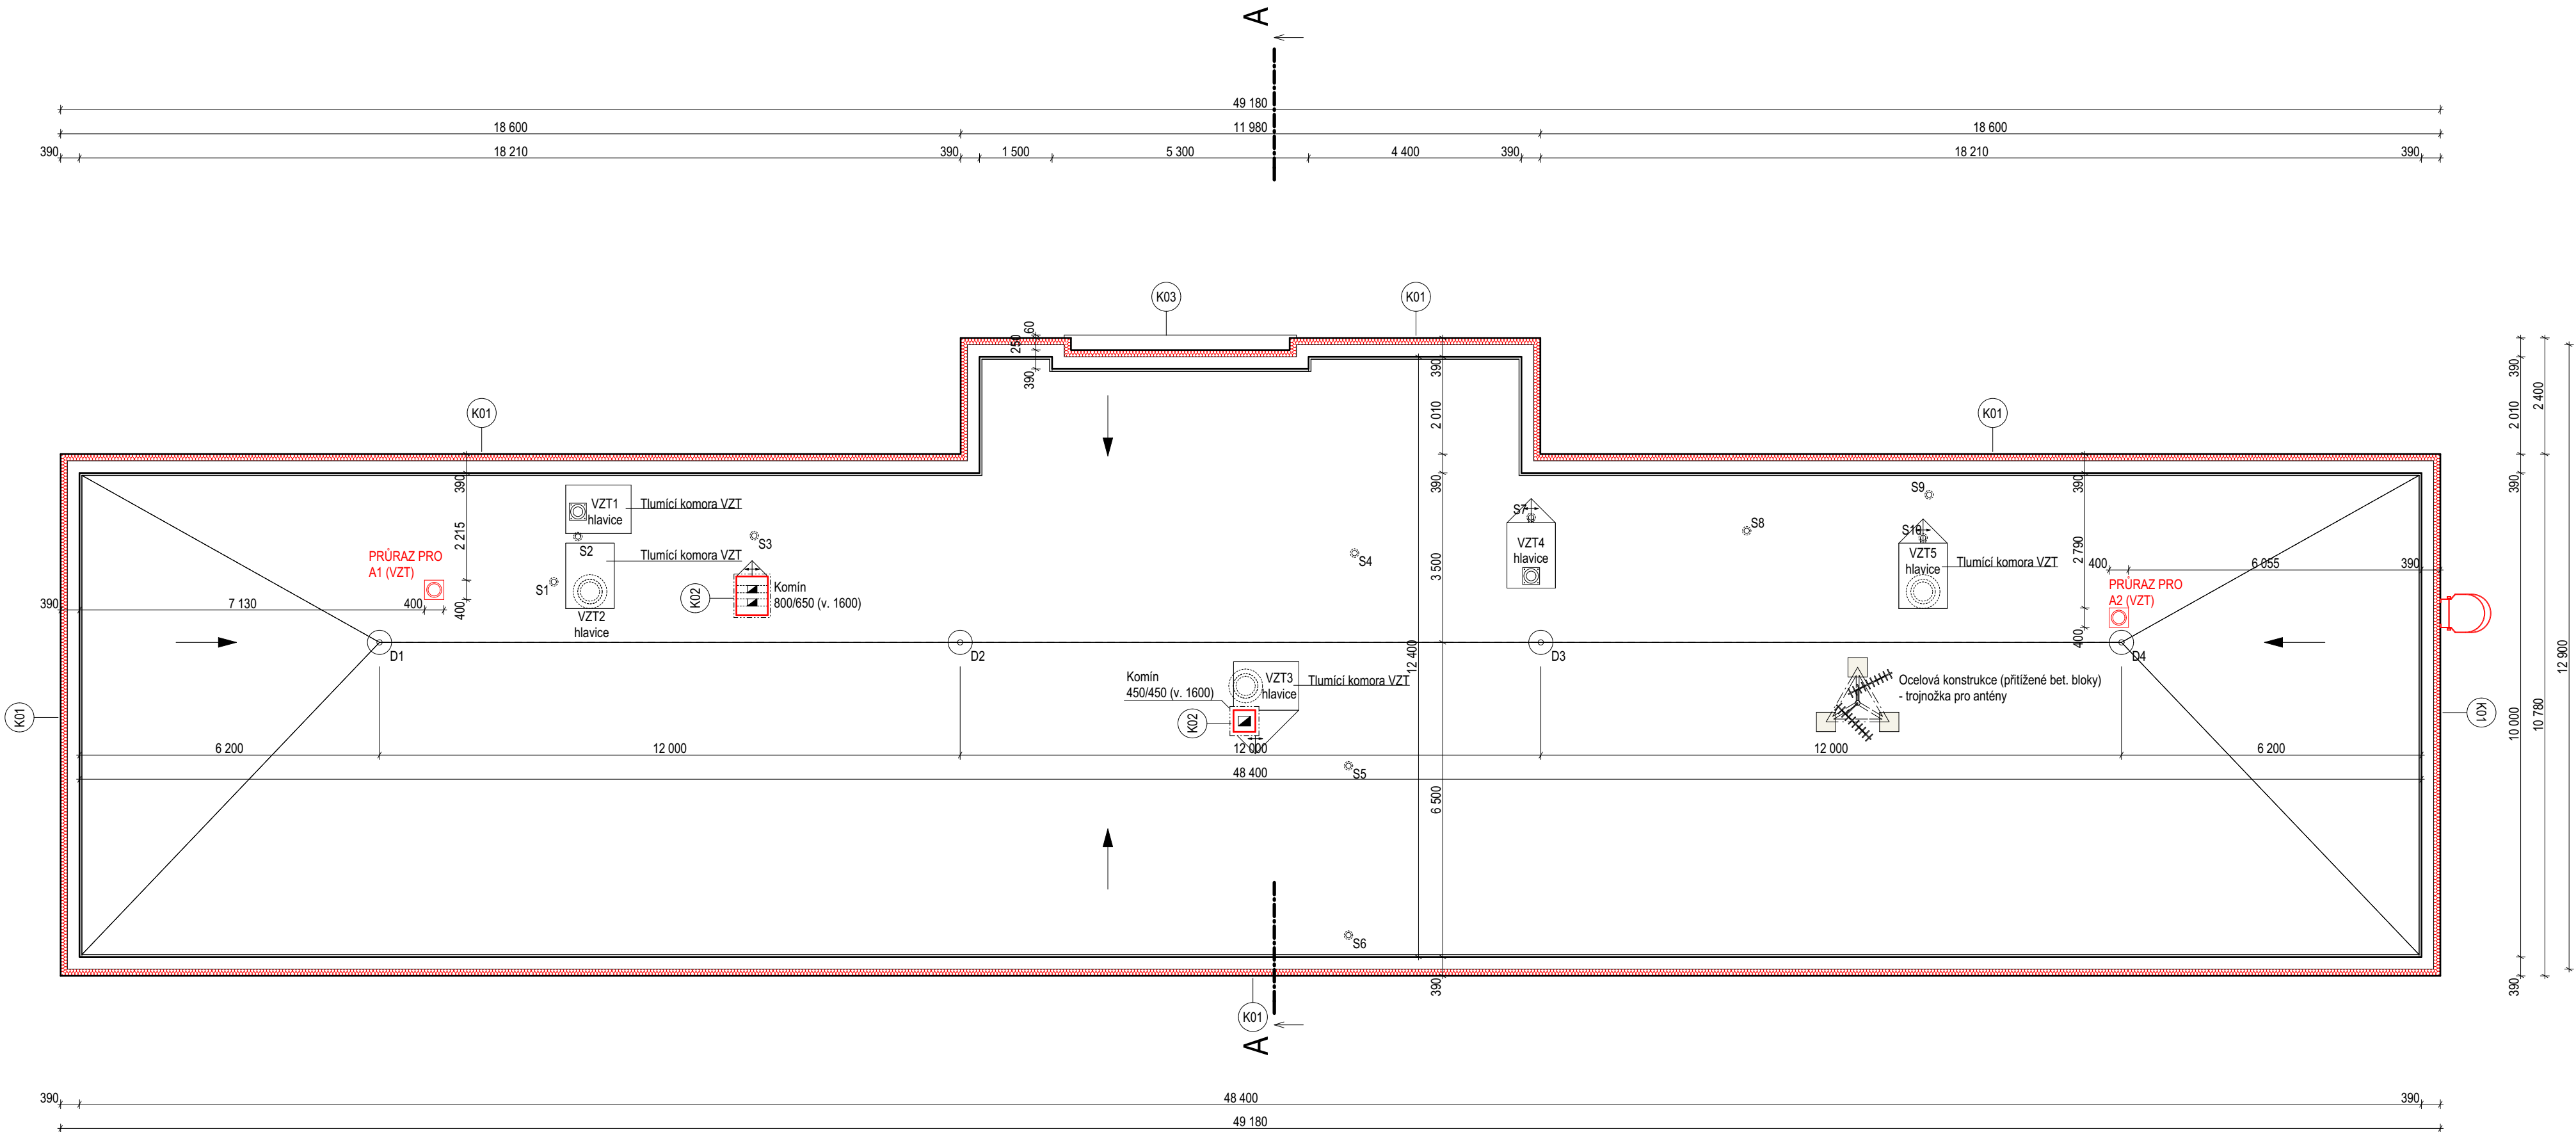 A
49 180
18 600
11 980
18 600
390
18 210
390
1 500
5 300
4 400
390
18 210
390
K03
K01
60
250
390
390
390
2 400
2 010
2 010
K01
K01
390
390
390
390
S9
VZT1
hlavice
Tlumící komora VZT
S7
S8
S10
2 215
S2
S3
VZT4
hlavice
PRŮRAZ PRO
A1 (VZT)
Tlumící komora VZT
S4
3 500
VZT5
hlavice
Tlumící komora VZT
2 790
400
6 055
390
S1
Komín
800/650 (v. 1600)
K02
PRŮRAZ PRO
A2 (VZT)
390
7 130
400
400
VZT2
hlavice
400
D1
D2
12 400
D3
D4
12 900
Komín
450/450 (v. 1600)
VZT3
hlavice
Tlumící komora VZT
Ocelová konstrukce (přitížené bet. bloky)
- trojnožka pro antény
K01
K02
K01
10 000
10 780
6 200
12 000
12 000
12 000
6 200
48 400
S5
6 500
S6
390
390
K01
A
390
48 400
390
49 180